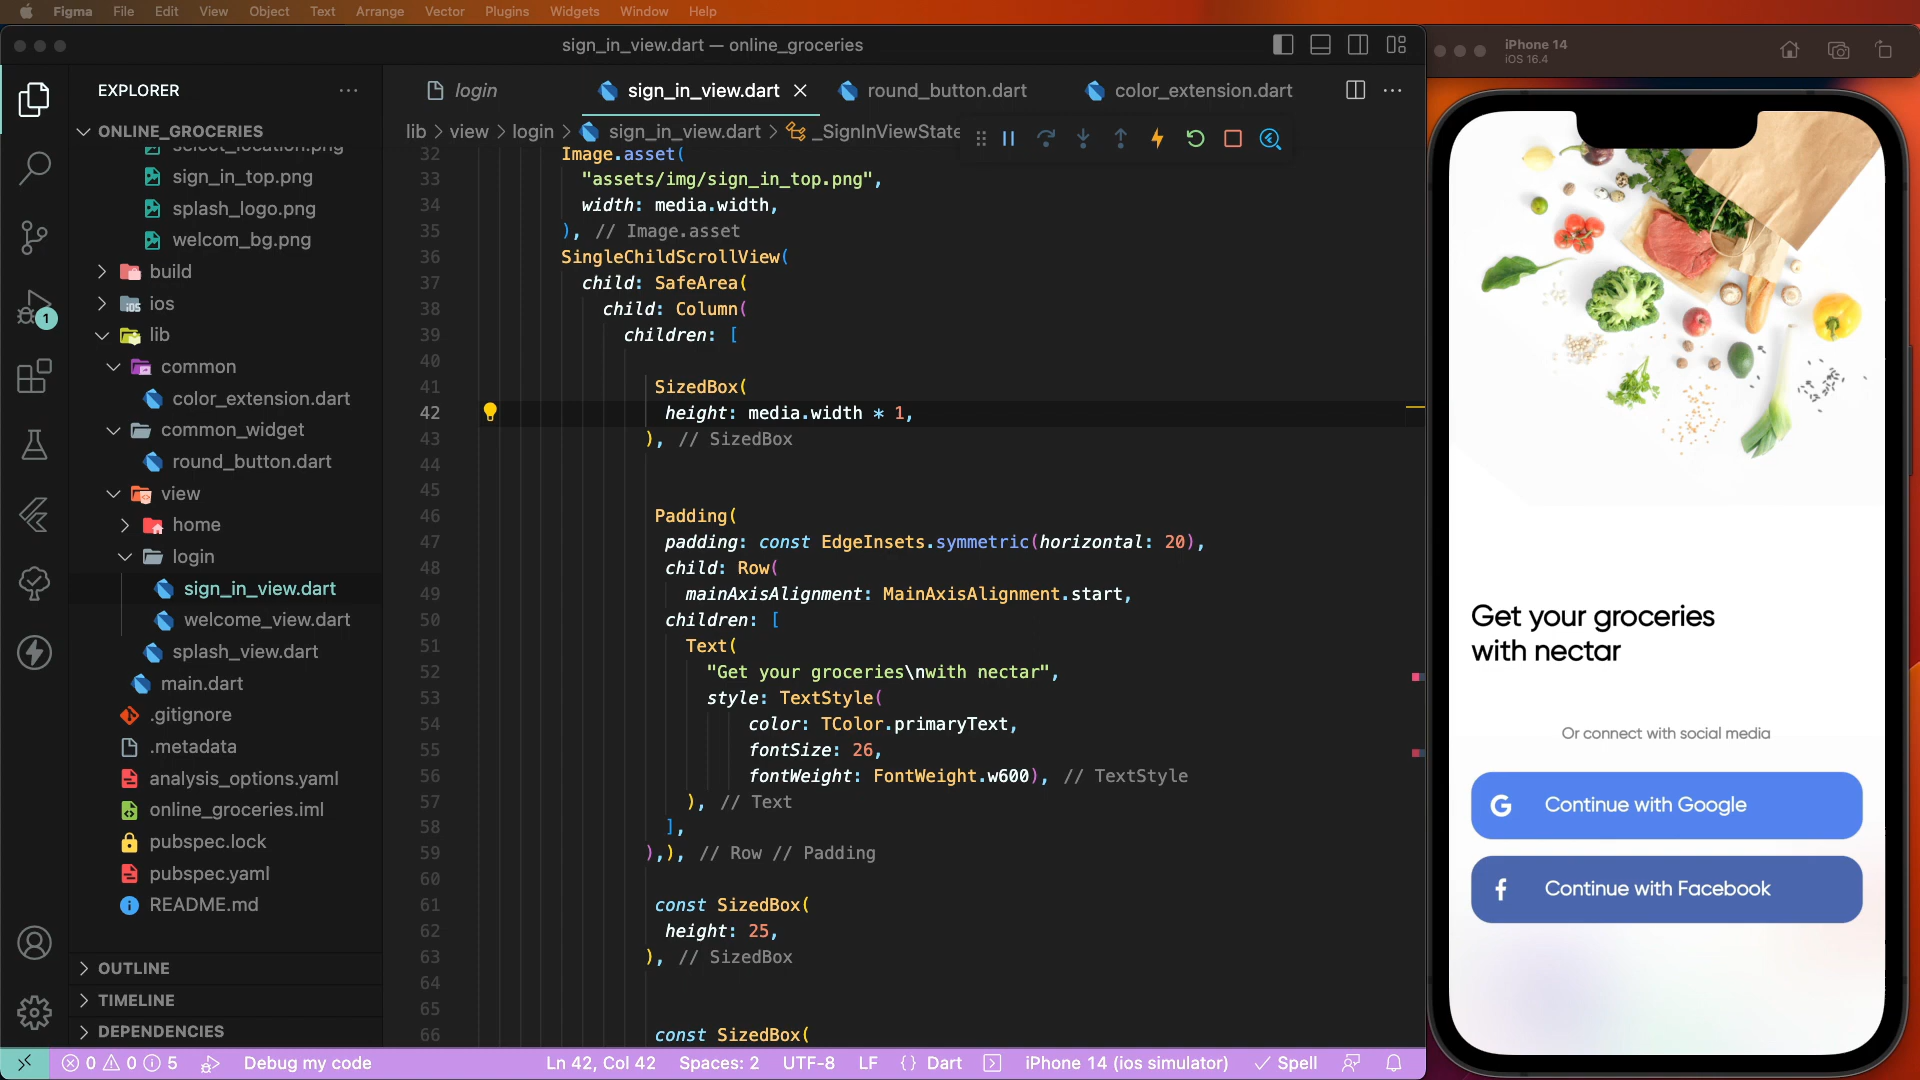 Figma File Edit View Object Text Arrange Vector Plugins Widgets Window Help
sign_in_view.dart — online_groceries
iPhone 14
iOS 16.4
EXPLORER
login
sign_in_view.dart
round_button.dart
color_extension.dart
ONLINE_GROCERIES
lib > view > login > sign_in_view.dart > _SignInViewState
select_location.png
sign_in_top.png
splash_logo.png
welcom_bg.png
build
ios
lib
common
color_extension.dart
common_widget
round_button.dart
view
home
login
sign_in_view.dart
welcome_view.dart
splash_view.dart
main.dart
.gitignore
.metadata
analysis_options.yaml
online_groceries.iml
pubspec.lock
pubspec.yaml
README.md
OUTLINE
TIMELINE
DEPENDENCIES
1
32 Image.asset(
33 "assets/img/sign_in_top.png",
34 width: media.width,
35 ), // Image.asset
36 SingleChildScrollView(
37 child: SafeArea(
38 child: Column(
39 children: [
40
41 SizedBox(
42 height: media.width * 1,
43 ), // SizedBox
44
45
46 Padding(
47 padding: const EdgeInsets.symmetric(horizontal: 20),
48 child: Row(
49 mainAxisAlignment: MainAxisAlignment.start,
50 children: [
51 Text(
52 "Get your groceries\nwith nectar",
53 style: TextStyle(
54 color: TColor.primaryText,
55 fontSize: 26,
56 fontWeight: FontWeight.w600), // TextStyle
57 ), // Text
58 ],
59 ),), // Row // Padding
60
61 const SizedBox(
62 height: 25,
63 ), // SizedBox
64
65
66 const SizedBox(
Get your groceries
with nectar
Or connect with social media
G Continue with Google
f Continue with Facebook
0 0 5 Debug my code Ln 42, Col 42 Spaces: 2 UTF-8 LF {} Dart iPhone 14 (ios simulator) Spell